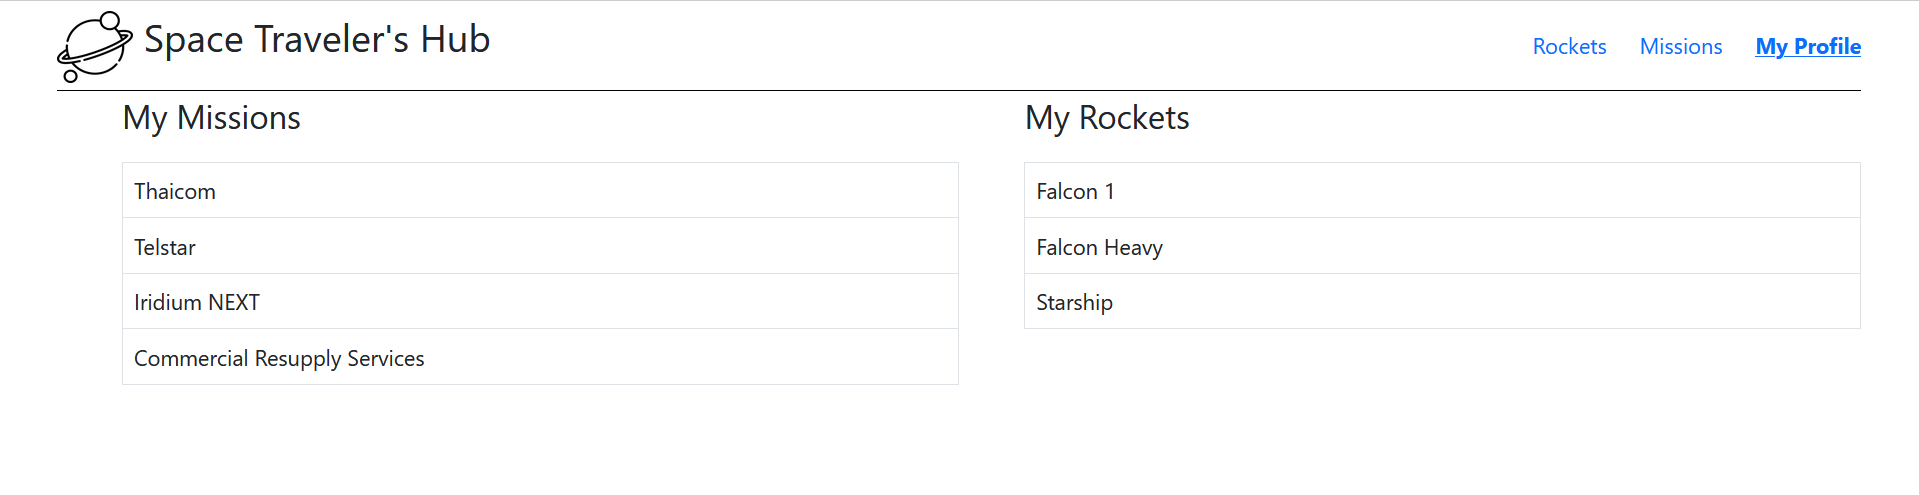 Space Traveler's Hub
Rockets Missions My Profile
My Missions
Thaicom
Telstar
Iridium NEXT
Commercial Resupply Services
My Rockets
Falcon 1
Falcon Heavy
Starship